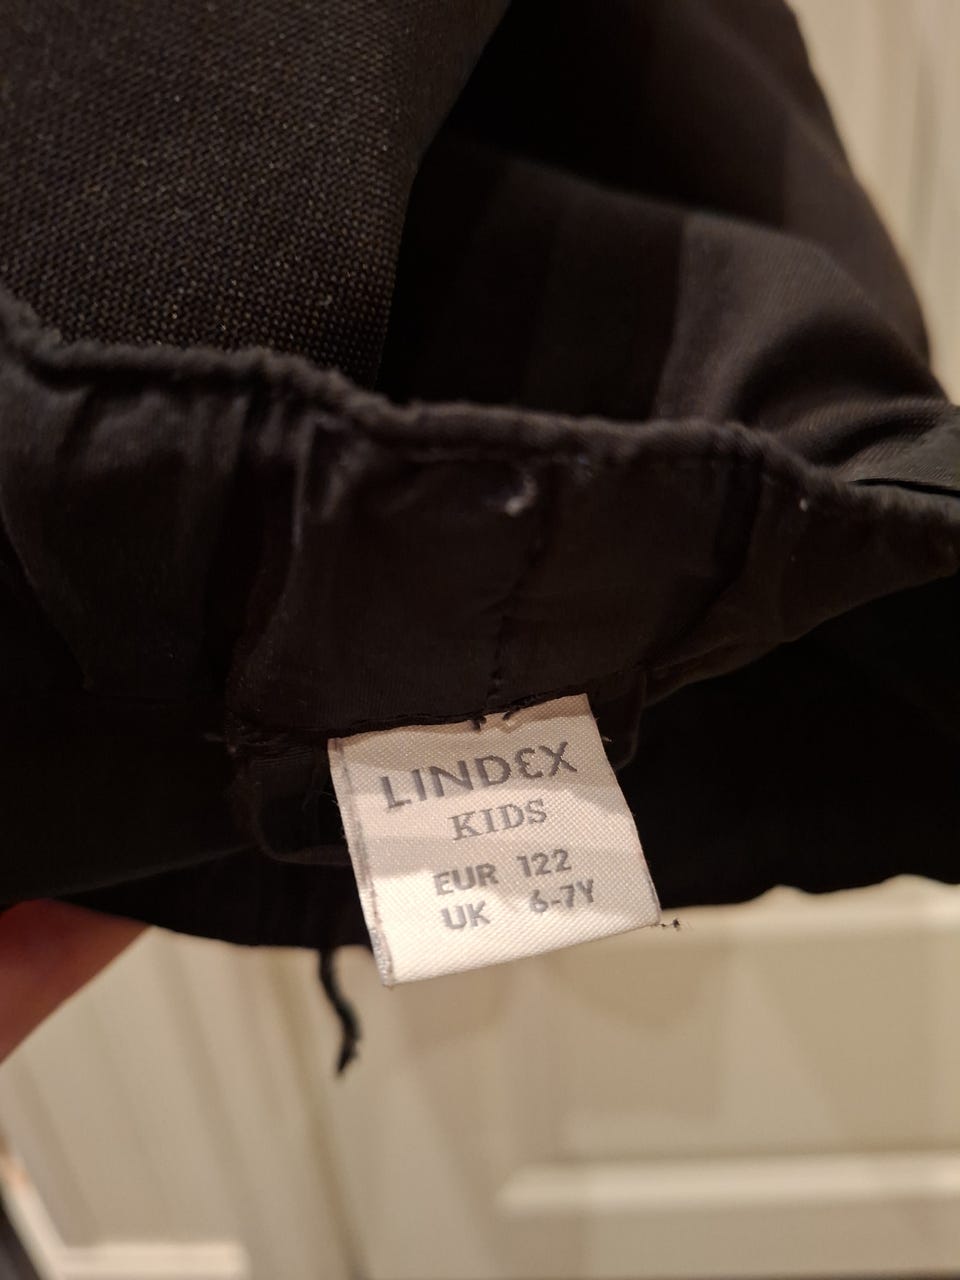 LINDEX
KIDS
EUR 122
UK 6-7Y